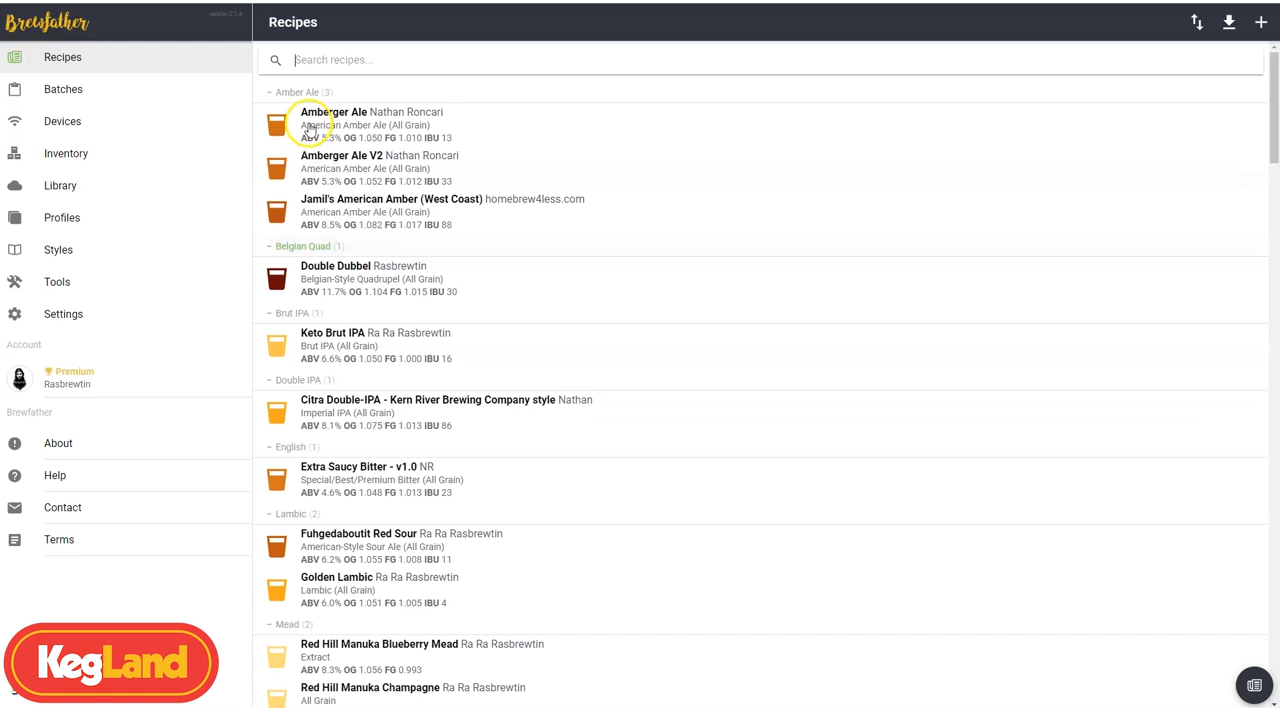 Brewfather
Recipes
Search recipes...
Recipes
Batches
Devices
Inventory
Library
Profiles
Styles
Tools
Settings
Account
Premium
Rasbrewtin
Brewfather
About
Help
Contact
Terms
KegLand
− Amber Ale (3)
Amberger Ale Nathan Roncari
American Amber Ale (All Grain)
ABV 5.3% OG 1.050 FG 1.010 IBU 13
Amberger Ale V2 Nathan Roncari
American Amber Ale (All Grain)
ABV 5.3% OG 1.052 FG 1.012 IBU 33
Jamil's American Amber (West Coast) homebrew4less.com
American Amber Ale (All Grain)
ABV 8.5% OG 1.082 FG 1.017 IBU 88
− Belgian Quad (1)
Double Dubbel Rasbrewtin
Belgian-Style Quadrupel (All Grain)
ABV 11.7% OG 1.104 FG 1.015 IBU 30
− Brut IPA (1)
Keto Brut IPA Ra Ra Rasbrewtin
Brut IPA (All Grain)
ABV 6.6% OG 1.050 FG 1.000 IBU 16
− Double IPA (1)
Citra Double-IPA - Kern River Brewing Company style Nathan
Imperial IPA (All Grain)
ABV 8.1% OG 1.075 FG 1.013 IBU 86
− English (1)
Extra Saucy Bitter - v1.0 NR
Special/Best/Premium Bitter (All Grain)
ABV 4.6% OG 1.048 FG 1.013 IBU 23
− Lambic (2)
Fuhgedaboutit Red Sour Ra Ra Rasbrewtin
American-Style Sour Ale (All Grain)
ABV 6.2% OG 1.055 FG 1.008 IBU 11
Golden Lambic Ra Ra Rasbrewtin
Lambic (All Grain)
ABV 6.0% OG 1.051 FG 1.005 IBU 4
− Mead (2)
Red Hill Manuka Blueberry Mead Ra Ra Rasbrewtin
Extract
ABV 8.3% OG 1.056 FG 0.993
Red Hill Manuka Champagne Ra Ra Rasbrewtin
All Grain